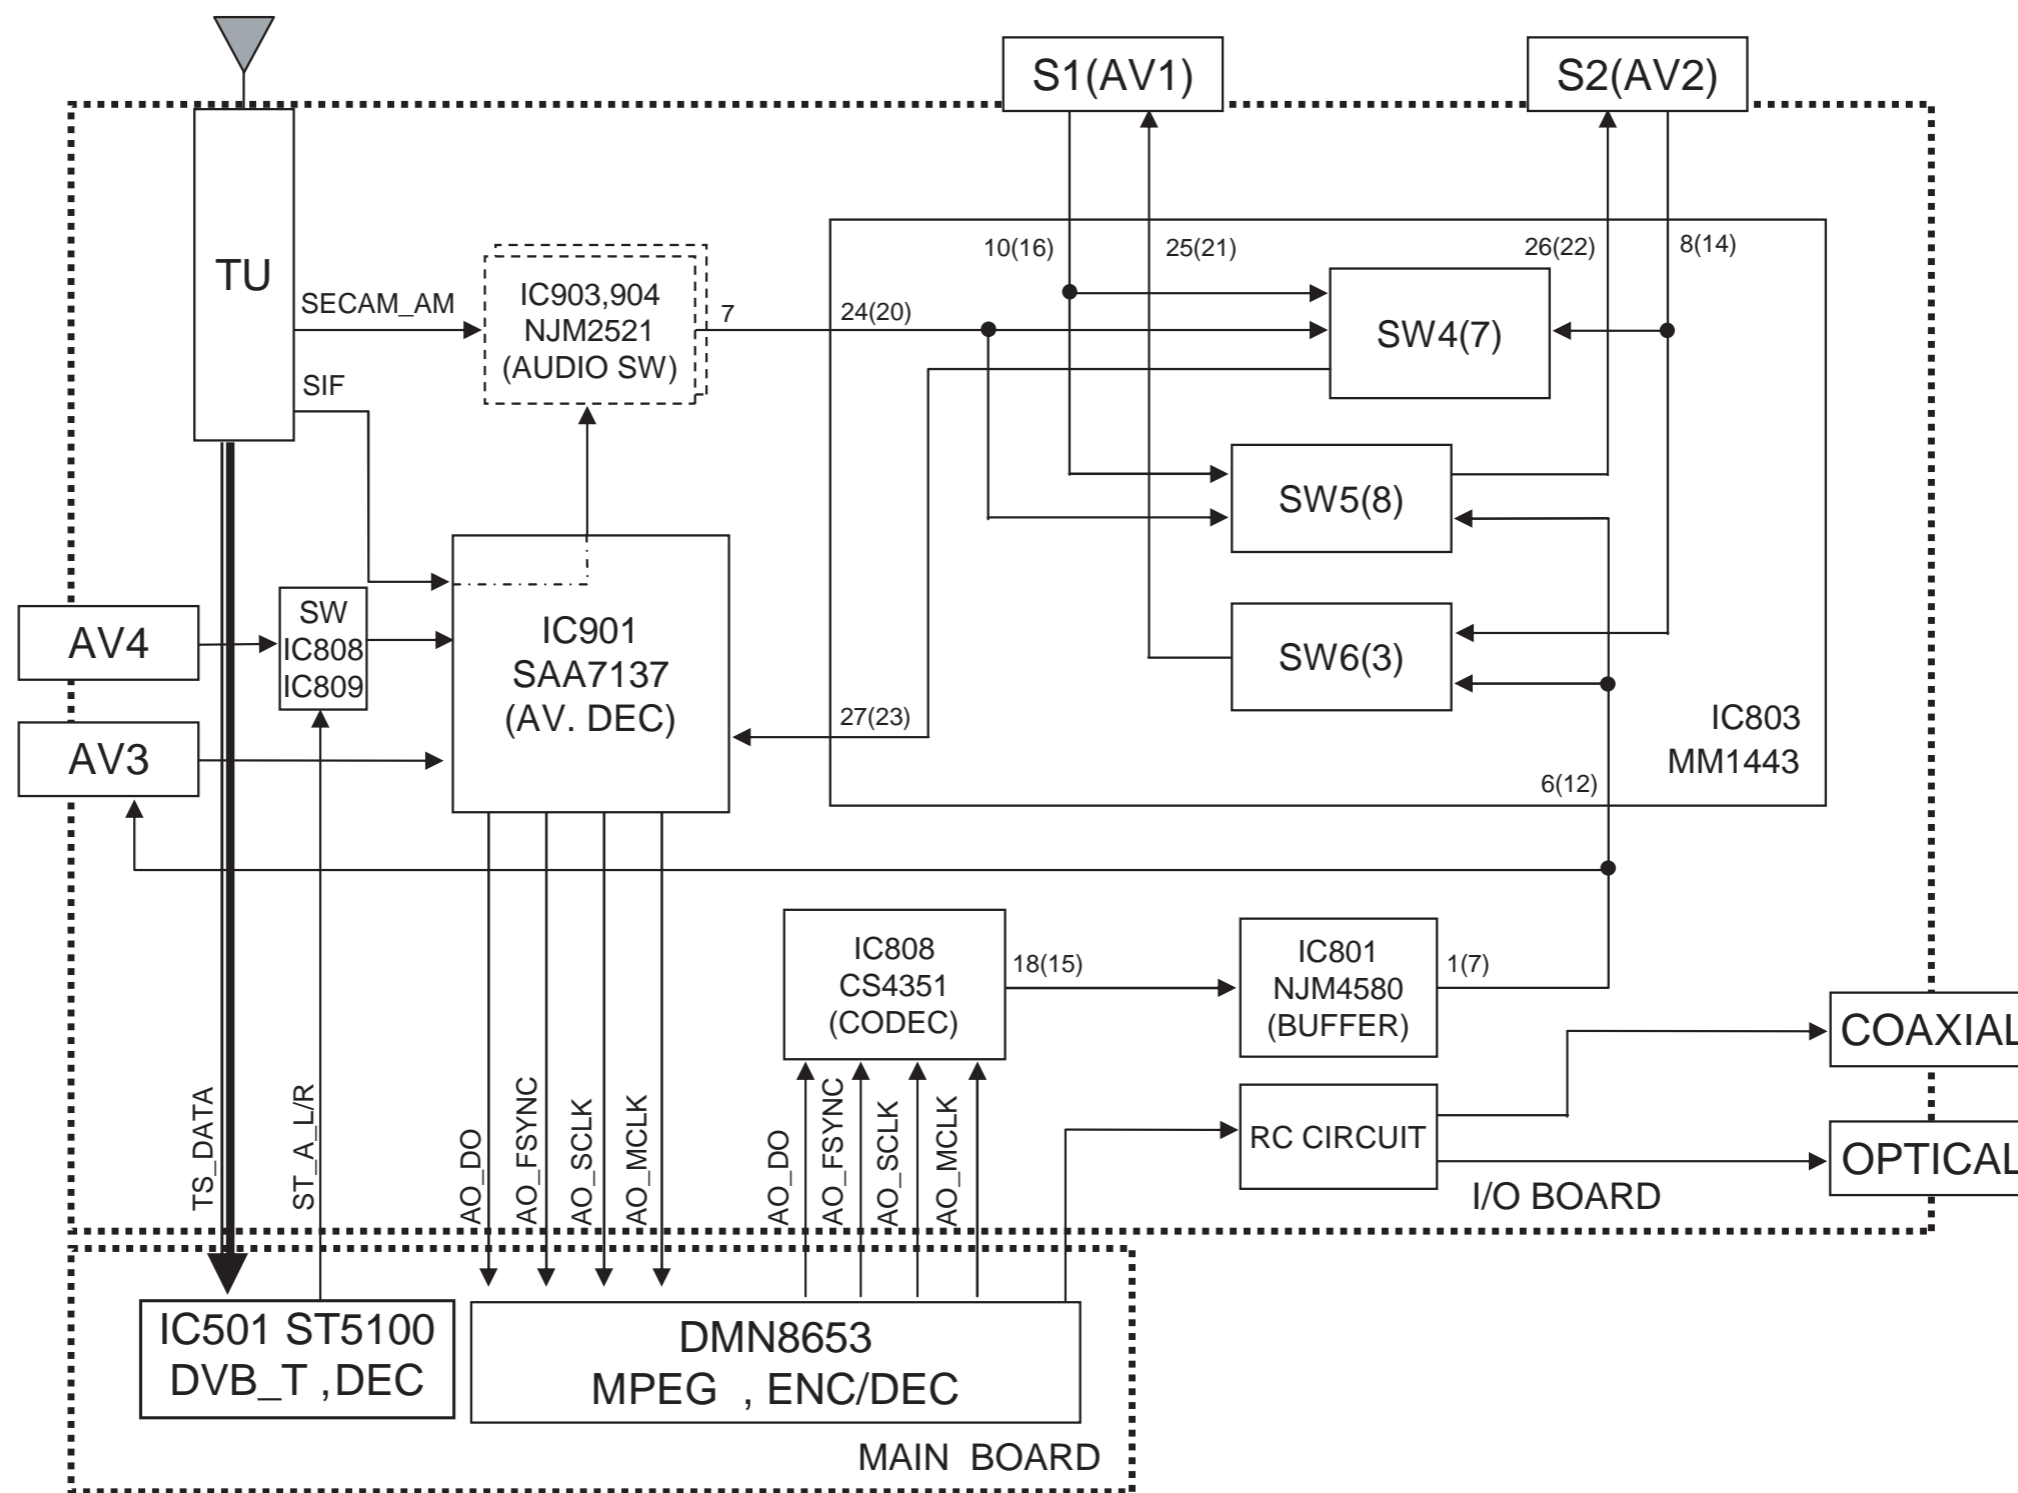 S1(AV1)
S2(AV2)
TU
SECAM_AM
SIF
IC903,904
NJM2521
(AUDIO SW)
7
24(20)
10(16)
25(21)
26(22)
8(14)
SW4(7)
SW5(8)
SW6(3)
27(23)
6(12)
IC803
MM1443
AV4
SW
IC808
IC809
IC901
SAA7137
(AV. DEC)
AV3
IC808
CS4351
(CODEC)
18(15)
IC801
NJM4580
(BUFFER)
1(7)
COAXIAL
RC CIRCUIT
OPTICAL
I/O BOARD
TS_DATA
ST_A_L/R
AO_DO
AO_FSYNC
AO_SCLK
AO_MCLK
AO_DO
AO_FSYNC
AO_SCLK
AO_MCLK
IC501 ST5100
DVB_T ,DEC
DMN8653
MPEG , ENC/DEC
MAIN BOARD